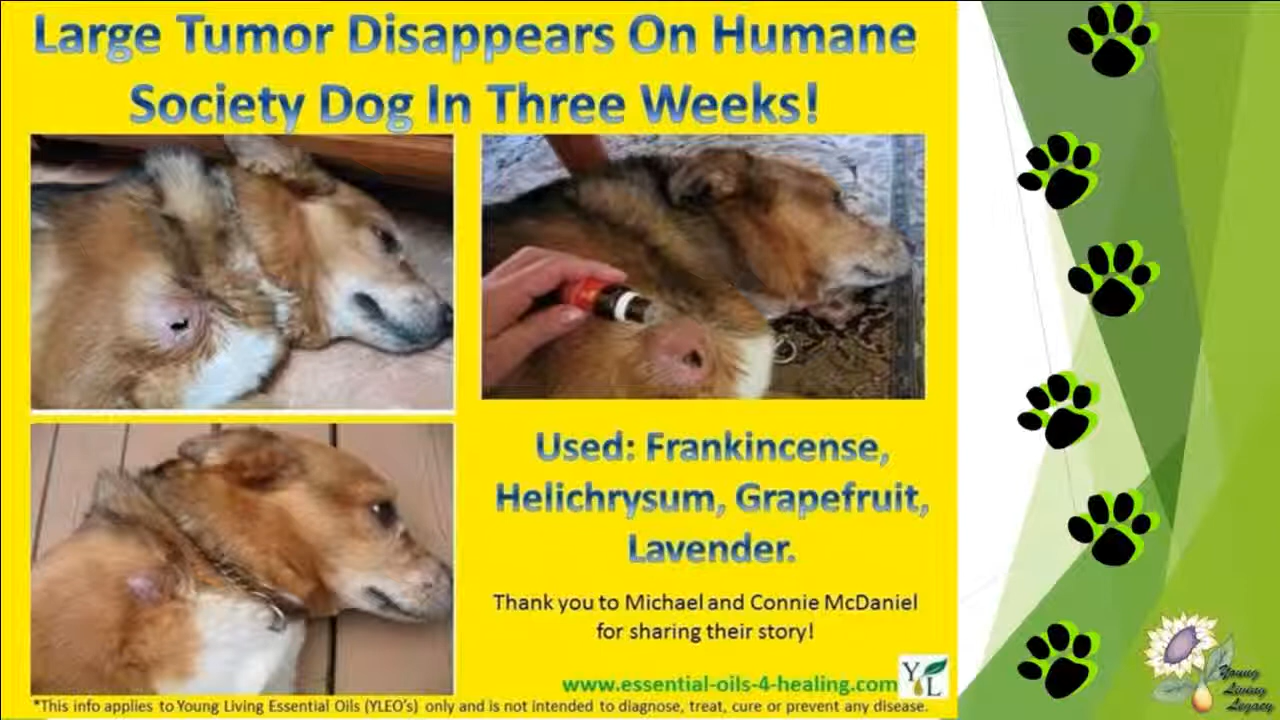 Large Tumor Disappears On Humane
Society Dog In Three Weeks!
Used: Frankincense,
Helichrysum, Grapefruit,
Lavender.
Thank you to Michael and Connie McDaniel
for sharing their story!
www.essential-oils-4-healing.com
Y L
*This info applies to Young Living Essential Oils (YLEO's) only and is not intended to diagnose, treat, cure or prevent any disease.
Young
Living
Legacy